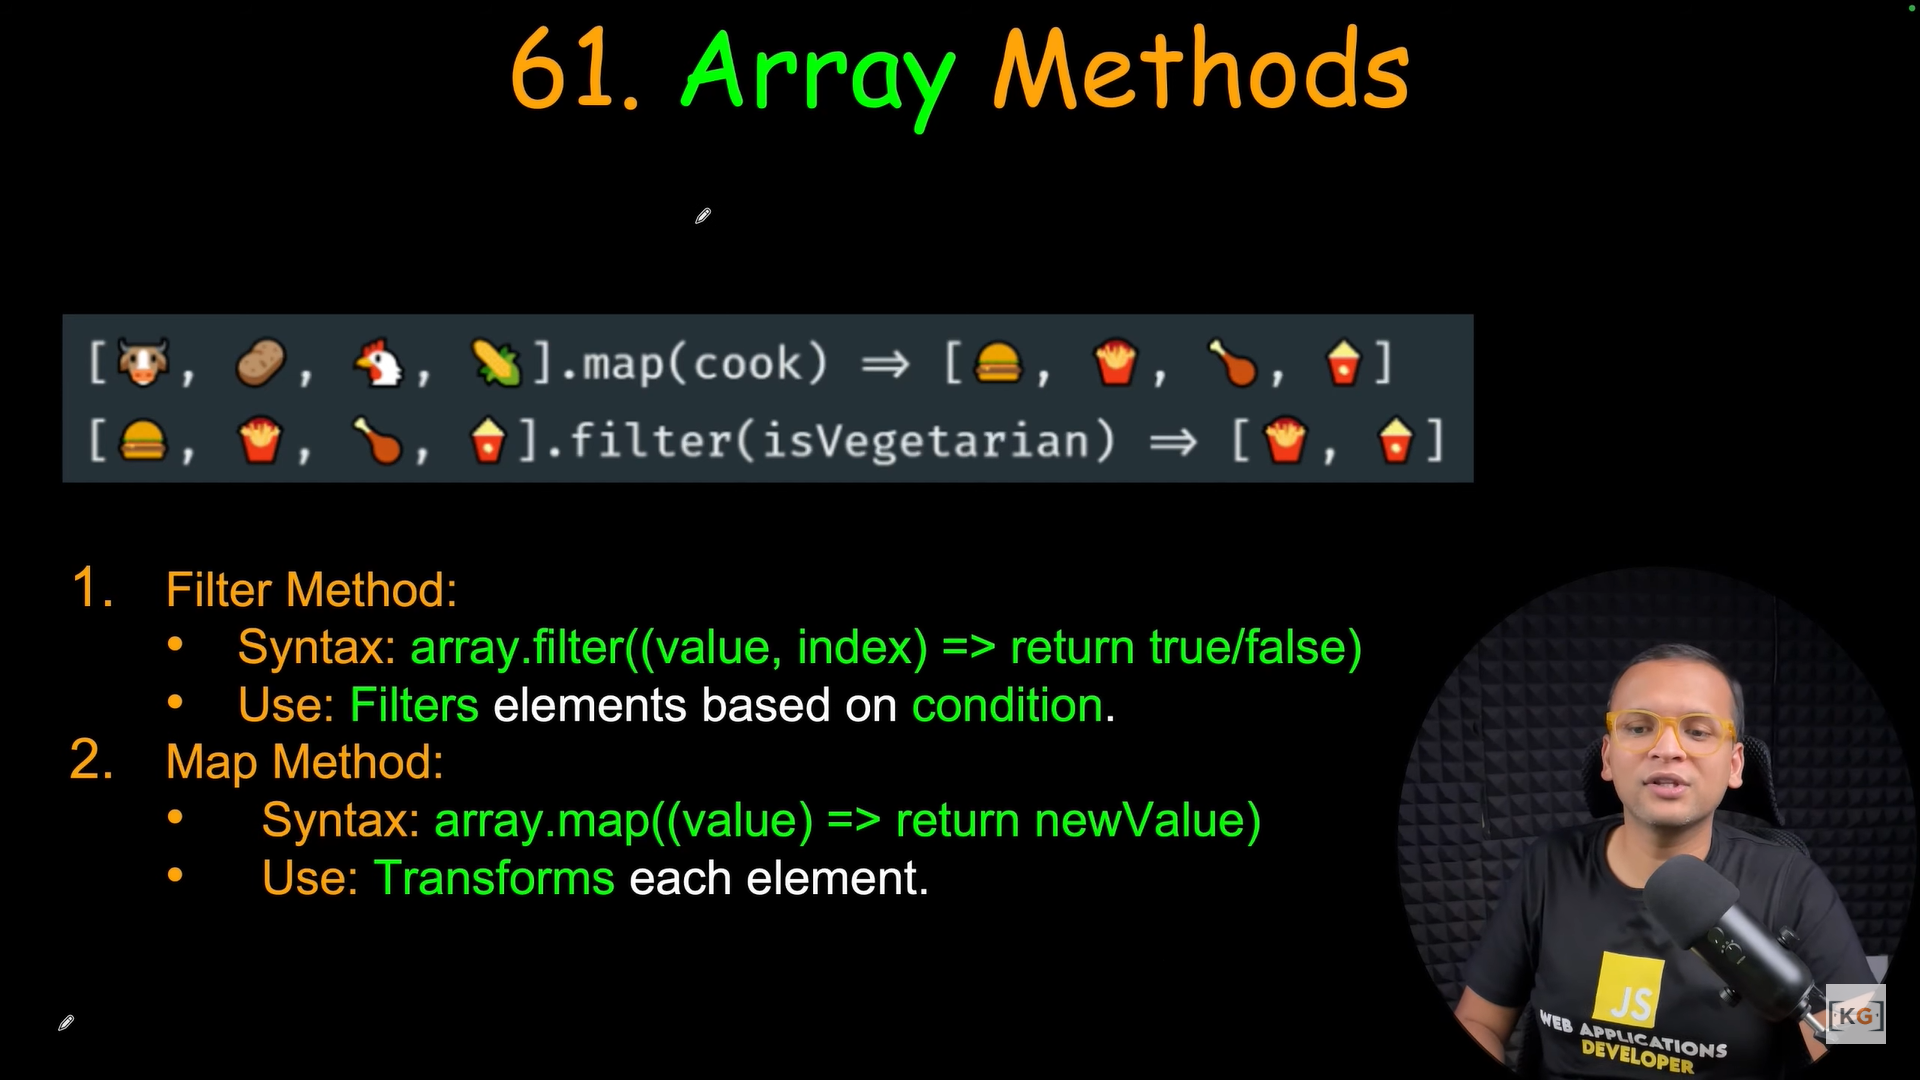 61. Array Methods
[🐮, 🥔, 🐔, 🌽].map(cook) ⇒ [🍔, 🍟, 🍗, 🍿]
[🍔, 🍟, 🍗, 🍿].filter(isVegetarian) ⇒ [🍟, 🍿]
1. Filter Method:
• Syntax: array.filter((value, index) => return true/false)
• Use: Filters elements based on condition.
2. Map Method:
• Syntax: array.map((value) => return newValue)
• Use: Transforms each element.
JS
WEB APPLICATIONS
DEVELOPER
KG